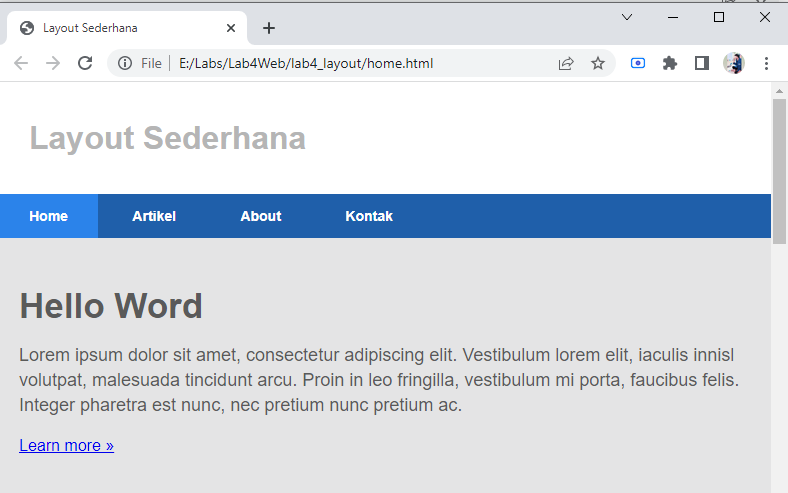 Layout Sederhana
File
E:/Labs/Lab4Web/lab4_layout/home.html
Layout Sederhana
Home Artikel About Kontak
Hello Word
Lorem ipsum dolor sit amet, consectetur adipiscing elit. Vestibulum lorem elit, iaculis innisl
volutpat, malesuada tincidunt arcu. Proin in leo fringilla, vestibulum mi porta, faucibus felis.
Integer pharetra est nunc, nec pretium nunc pretium ac.
Learn more »